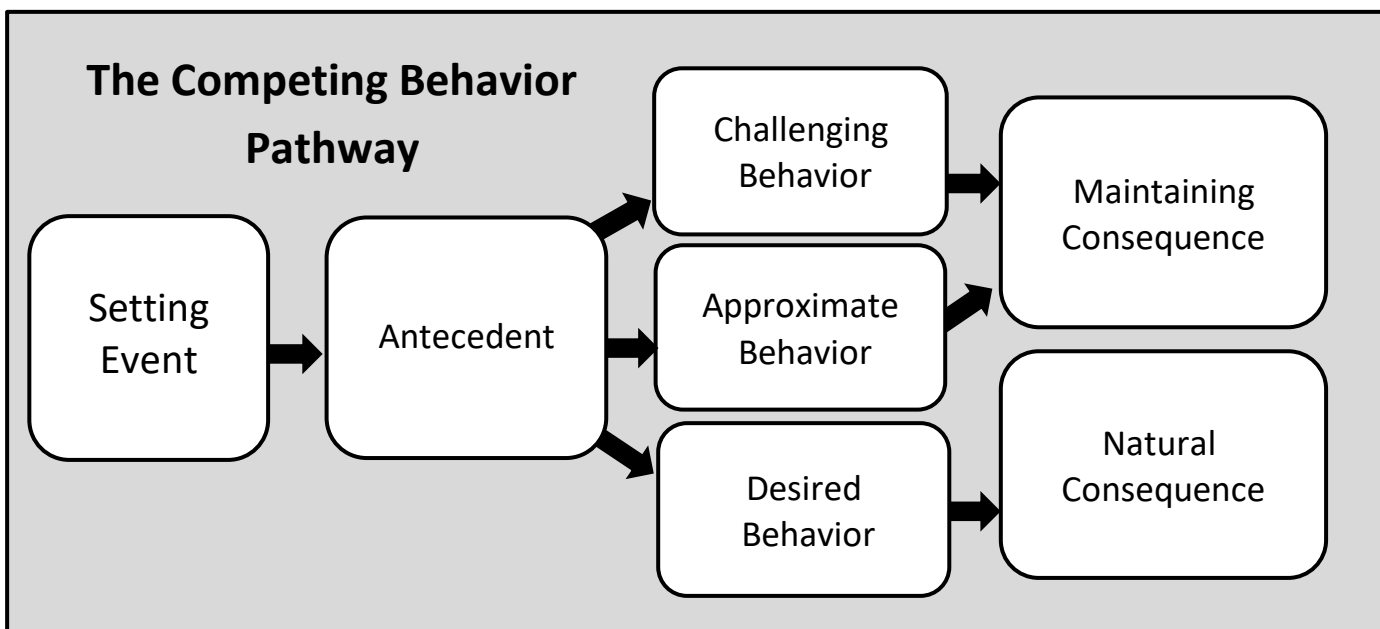 The Competing Behavior
Pathway
Setting
Event
Antecedent
Challenging
Behavior
Approximate
Behavior
Desired
Behavior
Maintaining
Consequence
Natural
Consequence